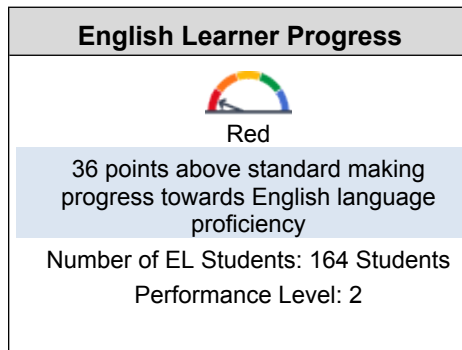 English Learner Progress
Red
36 points above standard making
progress towards English language
proficiency
Number of EL Students: 164 Students
Performance Level: 2